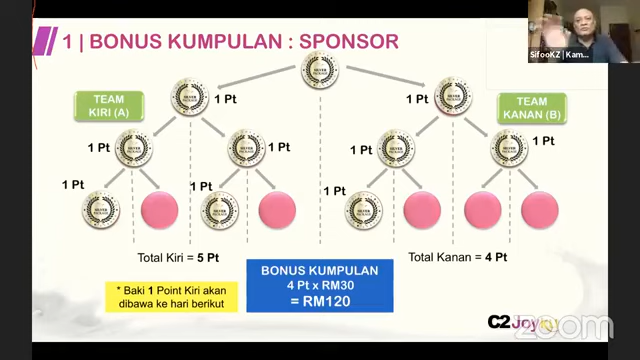 1 | BONUS KUMPULAN : SPONSOR
SifooKZ | Kam...
TEAM
KIRI (A)
1 Pt
1 Pt
TEAM
KANAN (B)
1 Pt
1 Pt
1 Pt
1 Pt
1 Pt
1 Pt
1 Pt
Total Kiri = 5 Pt
Total Kanan = 4 Pt
* Baki 1 Point Kiri akan
dibawa ke hari berikut
BONUS KUMPULAN
4 Pt x RM30
= RM120
C2Joyku
zoom